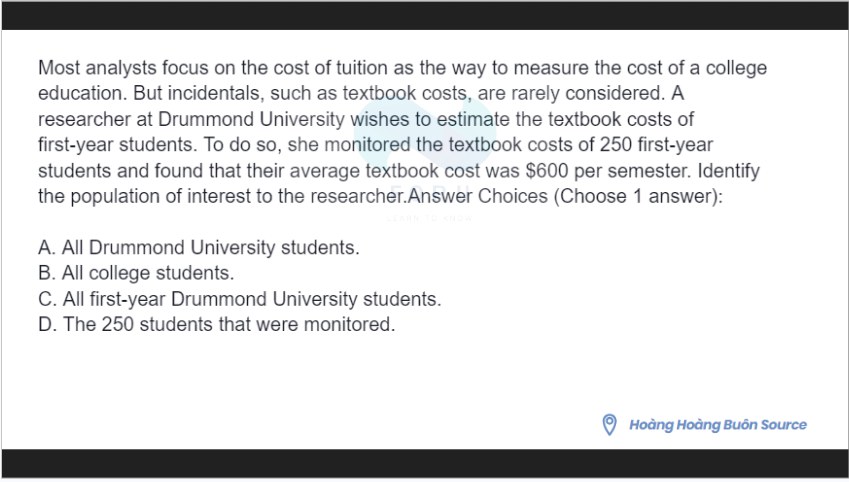 Most analysts focus on the cost of tuition as the way to measure the cost of a college
education. But incidentals, such as textbook costs, are rarely considered. A
researcher at Drummond University wishes to estimate the textbook costs of
first-year students. To do so, she monitored the textbook costs of 250 first-year
students and found that their average textbook cost was $600 per semester. Identify
the population of interest to the researcher.Answer Choices (Choose 1 answer):
A. All Drummond University students.
B. All college students.
C. All first-year Drummond University students.
D. The 250 students that were monitored.
Hoàng Hoàng Buôn Source